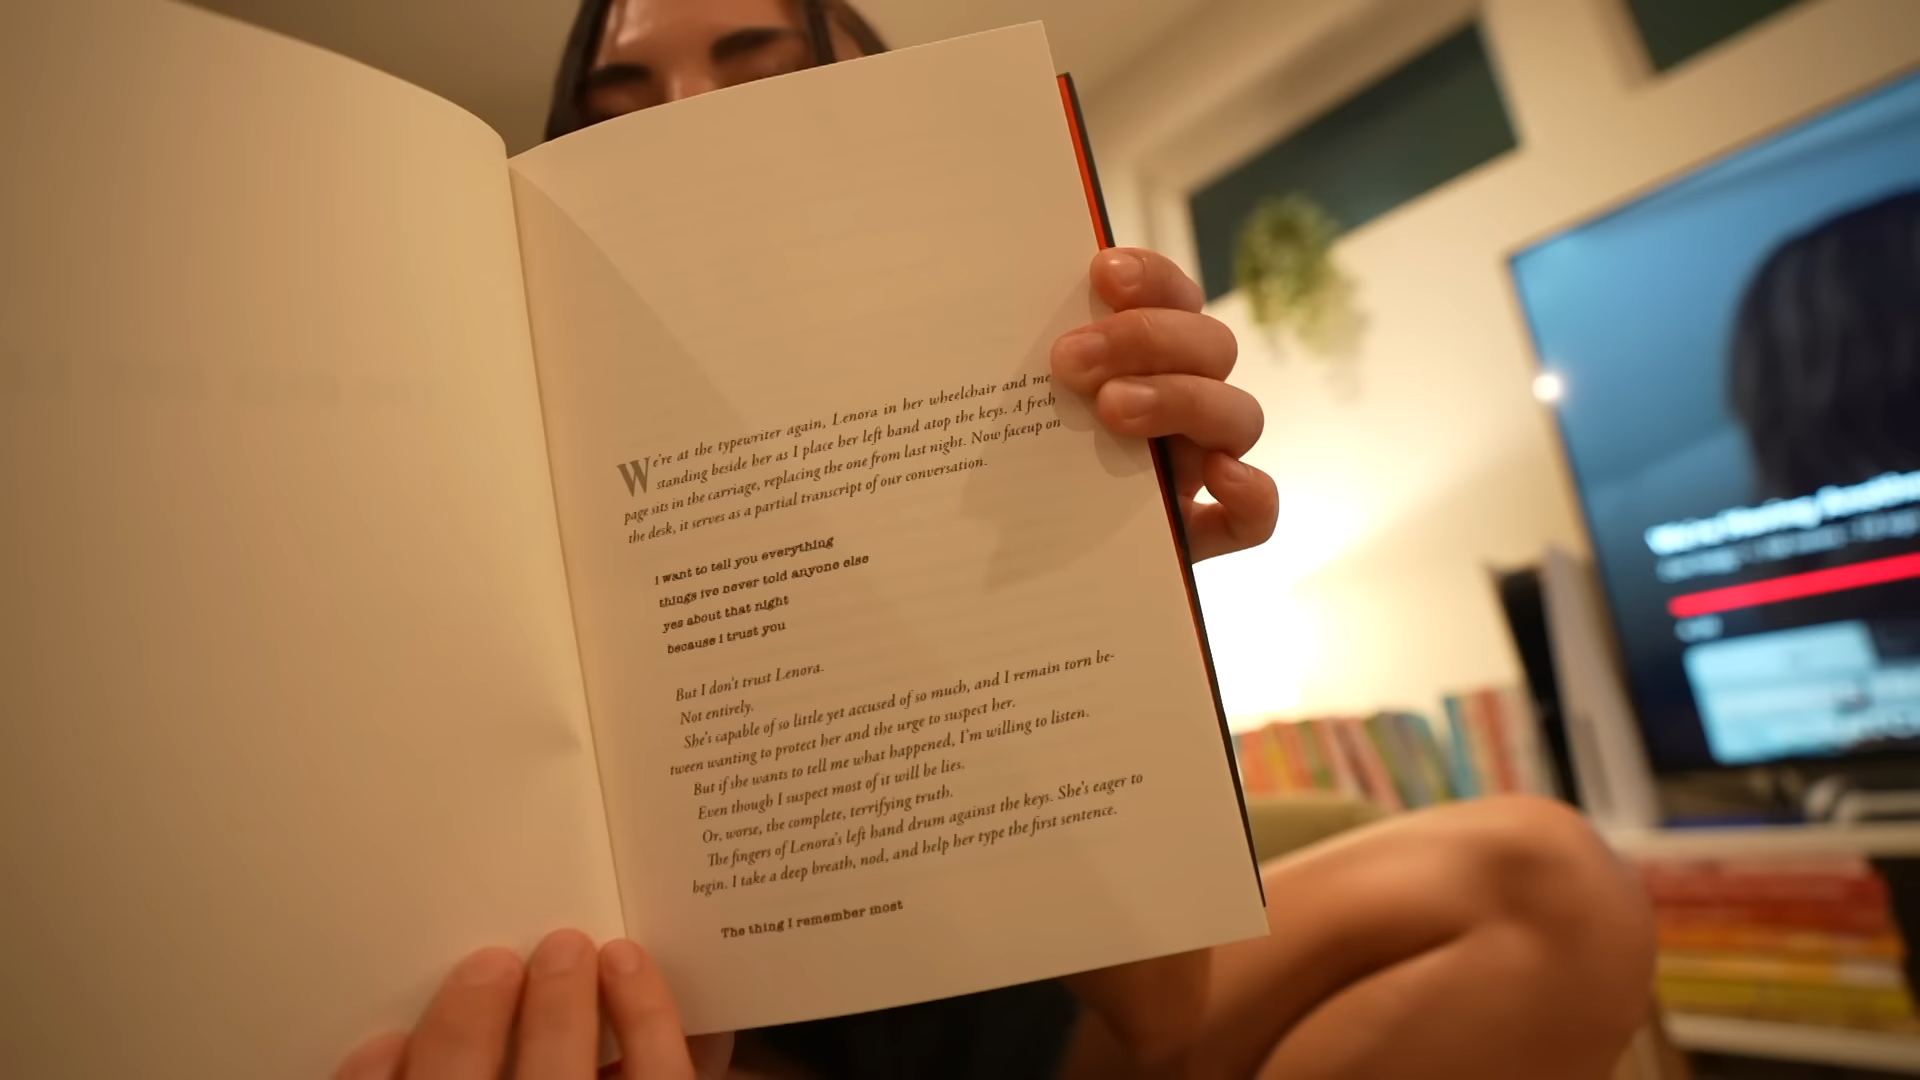 We're at the typewriter again, Lenora in her wheelchair and me
standing beside her as I place her left hand atop the keys. A fresh
page sits in the carriage, replacing the one from last night. Now faceup on
the desk, it serves as a partial transcript of our conversation.
i want to tell you everything
things ive never told anyone else
yes about that night
because i trust you
But I don't trust Lenora.
Not entirely.
She's capable of so little yet accused of so much, and I remain torn be-
tween wanting to protect her and the urge to suspect her.
But if she wants to tell me what happened, I'm willing to listen.
Even though I suspect most of it will be lies.
Or, worse, the complete, terrifying truth.
The fingers of Lenora's left hand drum against the keys. She's eager to
begin. I take a deep breath, nod, and help her type the first sentence.
The thing I remember most
We're Having